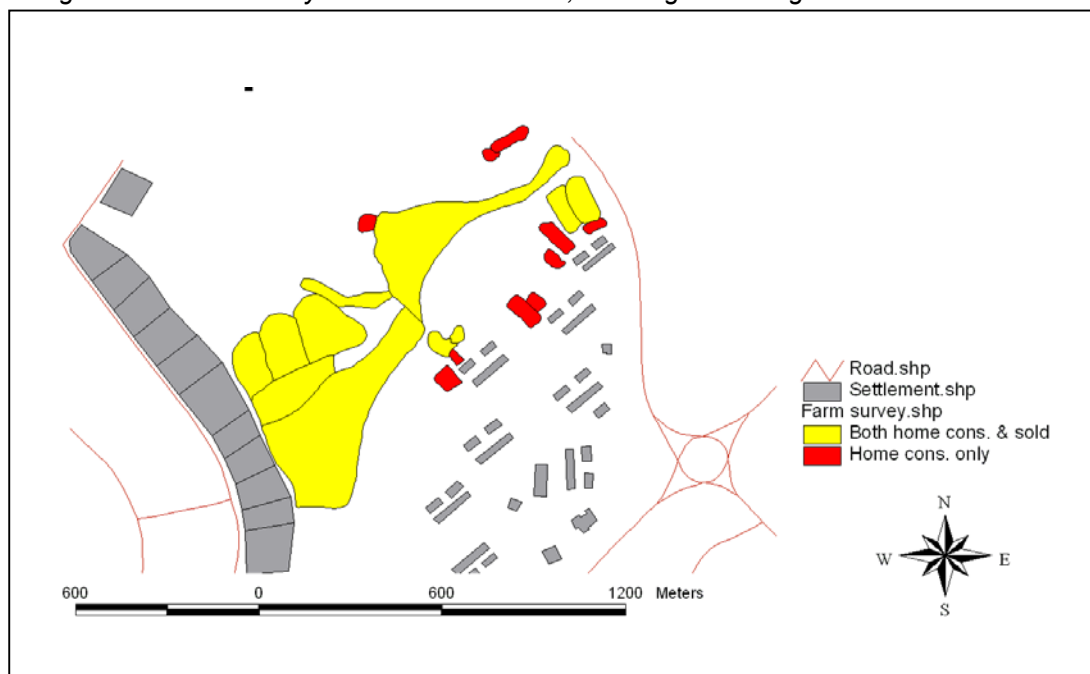 Road.shp
Settlement.shp
Farm survey.shp
Both home cons. & sold
Home cons. only
N
W E
S
600 0 600 1200 Meters